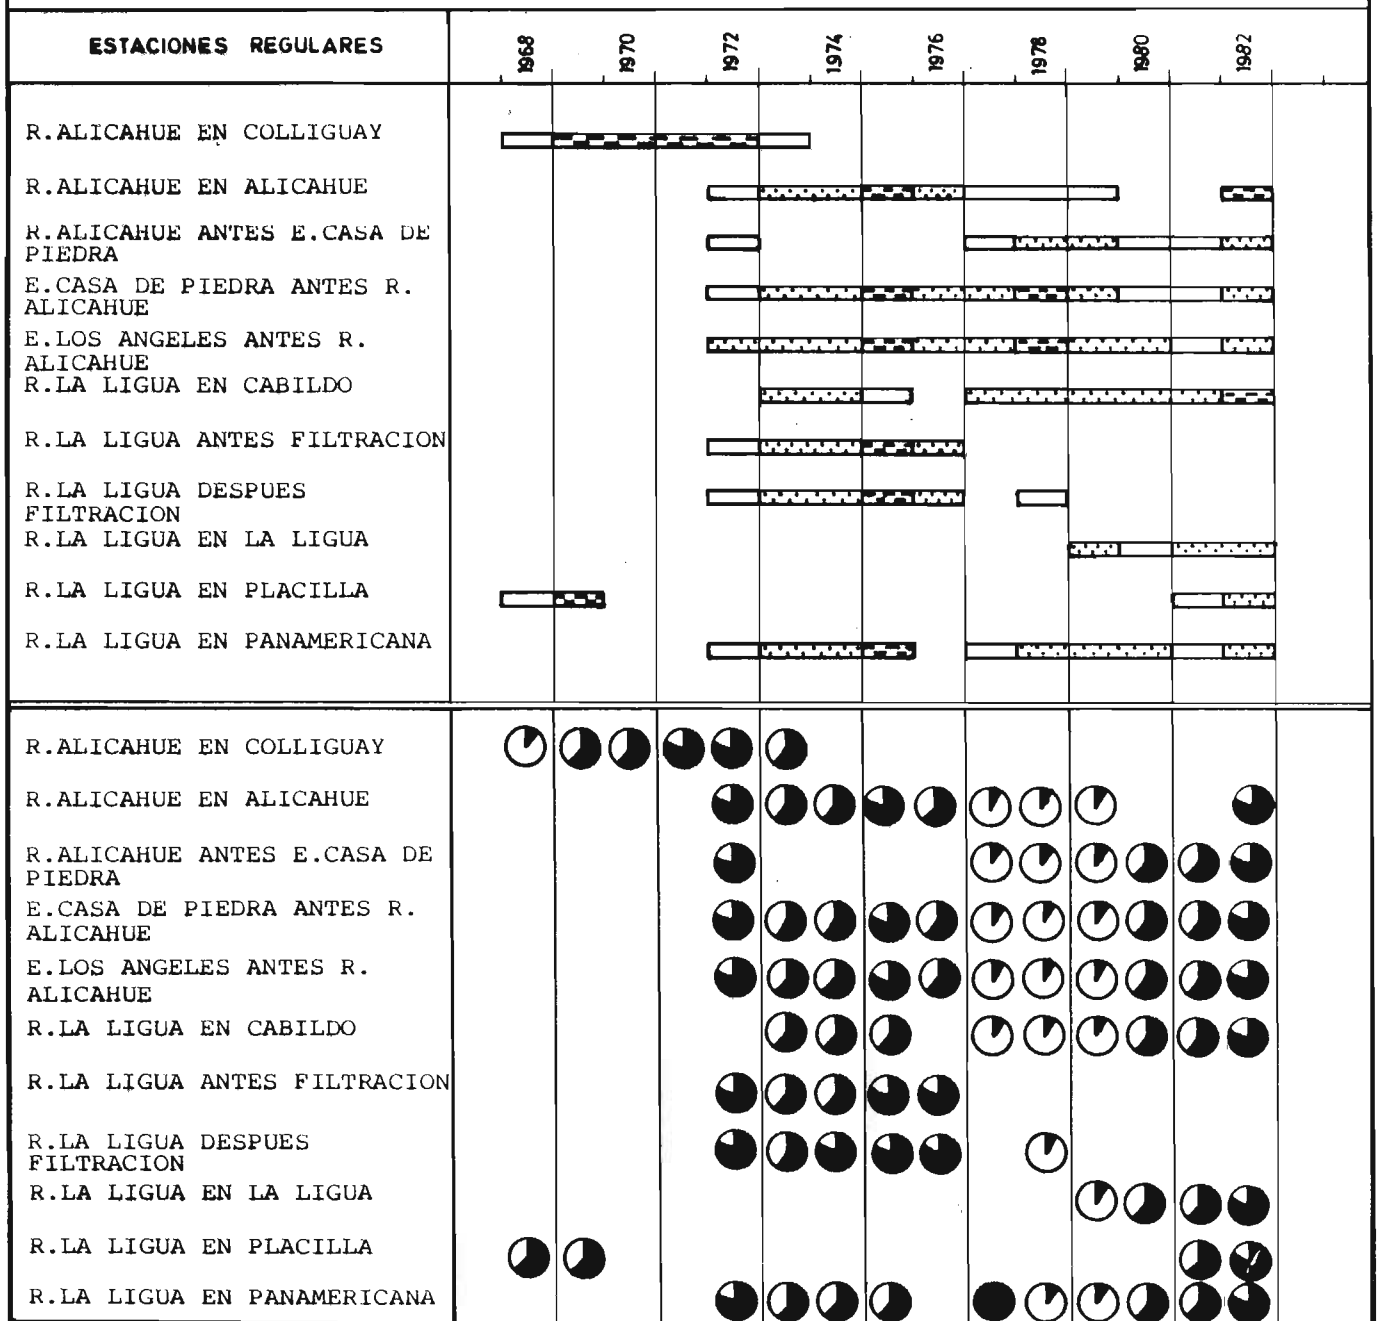 ESTACIONES REGULARES
1968 1970 1972 1974 1976 1978 1980 1982
R.ALICAHUE EN COLLIGUAY
R.ALICAHUE EN ALICAHUE
R.ALICAHUE ANTES E.CASA DE
PIEDRA
E.CASA DE PIEDRA ANTES R.
ALICAHUE
E.LOS ANGELES ANTES R.
ALICAHUE
R.LA LIGUA EN CABILDO
R.LA LIGUA ANTES FILTRACION
R.LA LIGUA DESPUES
FILTRACION
R.LA LIGUA EN LA LIGUA
R.LA LIGUA EN PLACILLA
R.LA LIGUA EN PANAMERICANA
R.ALICAHUE EN COLLIGUAY
R.ALICAHUE EN ALICAHUE
R.ALICAHUE ANTES E.CASA DE
PIEDRA
E.CASA DE PIEDRA ANTES R.
ALICAHUE
E.LOS ANGELES ANTES R.
ALICAHUE
R.LA LIGUA EN CABILDO
R.LA LIGUA ANTES FILTRACION
R.LA LIGUA DESPUES
FILTRACION
R.LA LIGUA EN LA LIGUA
R.LA LIGUA EN PLACILLA
R.LA LIGUA EN PANAMERICANA